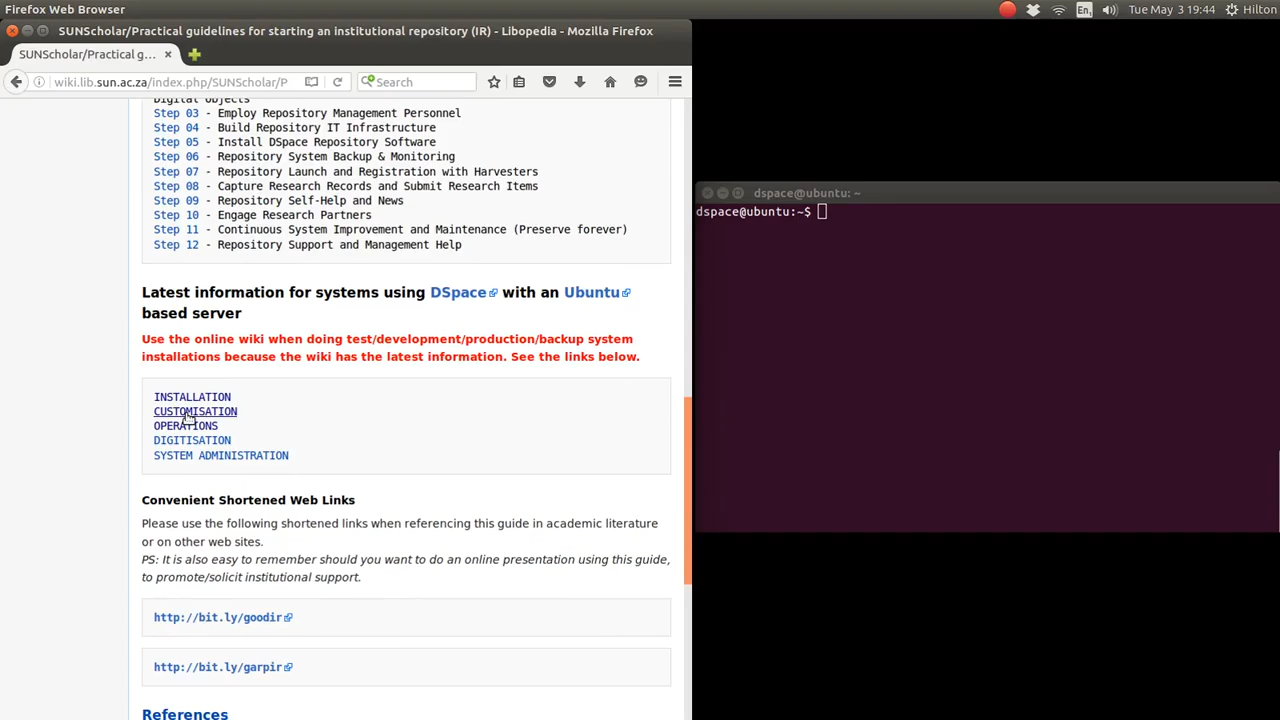 Firefox Web Browser
En
Tue May 3 19:44
Hilton
SUNScholar/Practical guidelines for starting an institutional repository (IR) - Libopedia - Mozilla Firefox
SUNScholar/Practical g...
wiki.lib.sun.ac.za/index.php/SUNScholar/P
Search
Digital Objects
Step 03 - Employ Repository Management Personnel
Step 04 - Build Repository IT Infrastructure
Step 05 - Install DSpace Repository Software
Step 06 - Repository System Backup & Monitoring
Step 07 - Repository Launch and Registration with Harvesters
Step 08 - Capture Research Records and Submit Research Items
Step 09 - Repository Self-Help and News
Step 10 - Engage Research Partners
Step 11 - Continuous System Improvement and Maintenance (Preserve forever)
Step 12 - Repository Support and Management Help
Latest information for systems using DSpace with an Ubuntu
based server
Use the online wiki when doing test/development/production/backup system
installations because the wiki has the latest information. See the links below.
INSTALLATION
CUSTOMISATION
OPERATIONS
DIGITISATION
SYSTEM ADMINISTRATION
Convenient Shortened Web Links
Please use the following shortened links when referencing this guide in academic literature
or on other web sites.
PS: It is also easy to remember should you want to do an online presentation using this guide,
to promote/solicit institutional support.
http://bit.ly/goodir
http://bit.ly/garpir
References
dspace@ubuntu: ~
dspace@ubuntu:~$